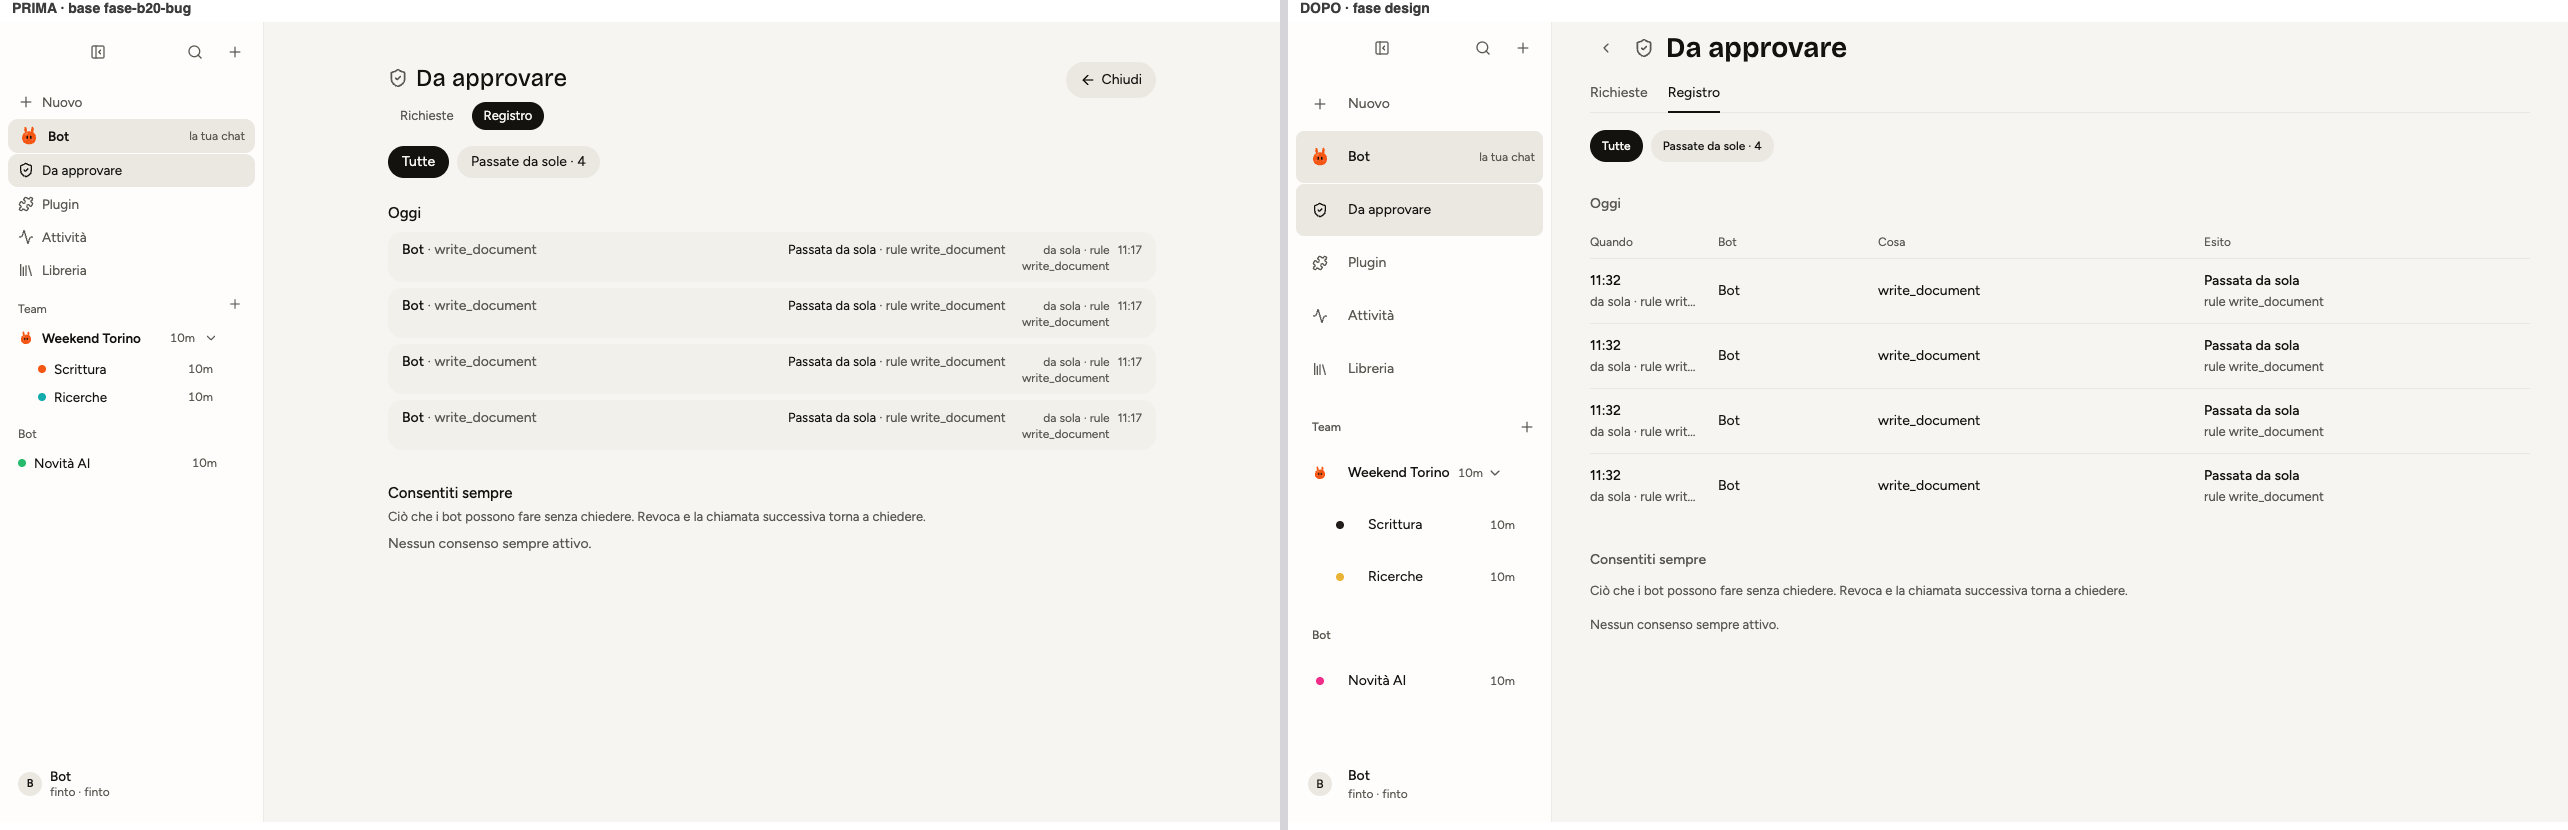 PRIMA · base fase-b20-bug
Nuovo
Bot la tua chat
Da approvare
Plugin
Attività
Libreria
Team
Weekend Torino 10m
Scrittura 10m
Ricerche 10m
Bot
Novità AI 10m
B
Bot
finto · finto
Da approvare
Chiudi
Richieste Registro
Tutte Passate da sole · 4
Oggi
Bot · write_document Passata da sola · rule write_document da sola · rule 11:17
write_document
Bot · write_document Passata da sola · rule write_document da sola · rule 11:17
write_document
Bot · write_document Passata da sola · rule write_document da sola · rule 11:17
write_document
Bot · write_document Passata da sola · rule write_document da sola · rule 11:17
write_document
Consentiti sempre
Ciò che i bot possono fare senza chiedere. Revoca e la chiamata successiva torna a chiedere.
Nessun consenso sempre attivo.
DOPO · fase design
Nuovo
Bot la tua chat
Da approvare
Plugin
Attività
Libreria
Team
Weekend Torino 10m
Scrittura 10m
Ricerche 10m
Bot
Novità AI 10m
B
Bot
finto · finto
Da approvare
Richieste Registro
Tutte Passate da sole · 4
Oggi
Quando Bot Cosa Esito
11:32 Bot write_document Passata da sola
da sola · rule writ... rule write_document
11:32 Bot write_document Passata da sola
da sola · rule writ... rule write_document
11:32 Bot write_document Passata da sola
da sola · rule writ... rule write_document
11:32 Bot write_document Passata da sola
da sola · rule writ... rule write_document
Consentiti sempre
Ciò che i bot possono fare senza chiedere. Revoca e la chiamata successiva torna a chiedere.
Nessun consenso sempre attivo.